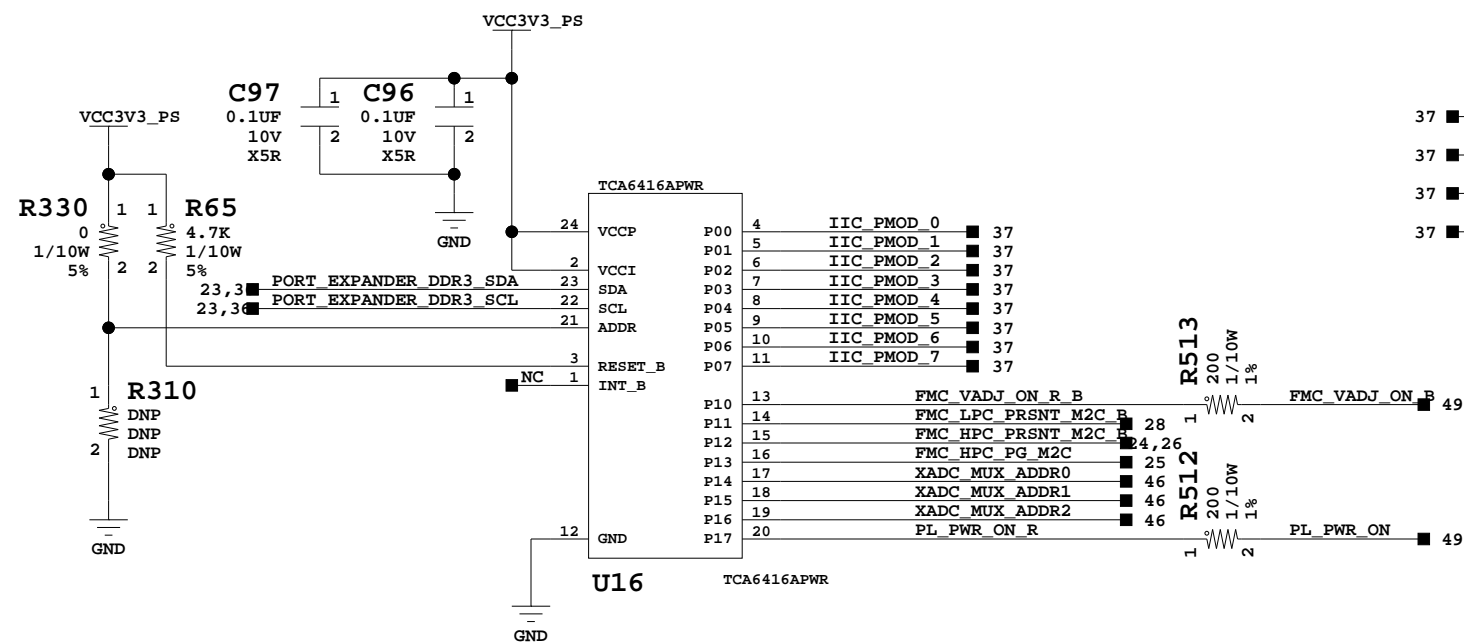 VCC3V3_PS
C97
0.1UF
10V
X5R
1
2
C96
0.1UF
10V
X5R
1
2
GND
VCC3V3_PS
R330
0
1/10W
5%
1
2
R65
4.7K
1/10W
5%
1
2
1
2
R310
DNP
DNP
DNP
GND
TCA6416APWR
24 VCCP
2 VCCI
23,3 PORT_EXPANDER_DDR3_SDA 23 SDA
23,36 PORT_EXPANDER_DDR3_SCL 22 SCL
21 ADDR
3 RESET_B
NC 1 INT_B
12 GND
GND
P00 4 IIC_PMOD_0 37
P01 5 IIC_PMOD_1 37
P02 6 IIC_PMOD_2 37
P03 7 IIC_PMOD_3 37
P04 8 IIC_PMOD_4 37
P05 9 IIC_PMOD_5 37
P06 10 IIC_PMOD_6 37
P07 11 IIC_PMOD_7 37
P10 13 FMC_VADJ_ON_R_B
P11 14 FMC_LPC_PRSNT_M2C_B 28
P12 15 FMC_HPC_PRSNT_M2C_B 24,26
P13 16 FMC_HPC_PG_M2C 25
P14 17 XADC_MUX_ADDR0 46
P15 18 XADC_MUX_ADDR1 46
P16 19 XADC_MUX_ADDR2 46
P17 20 PL_PWR_ON_R
U16
TCA6416APWR
R513
200
1/10W
1%
1
2
FMC_VADJ_ON_B 49
R512
200
1/10W
1%
1
2
PL_PWR_ON 49
37
37
37
37